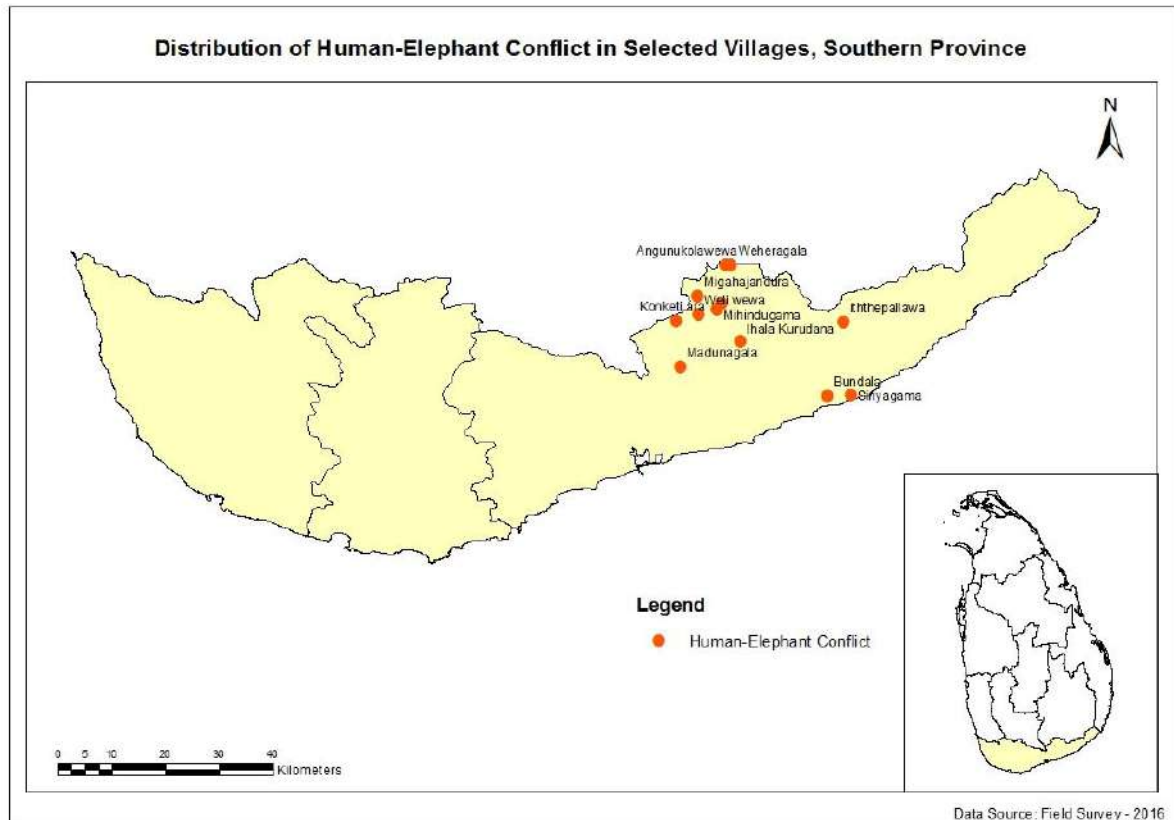 Distribution of Human-Elephant Conflict in Selected Villages, Southern Province
N
Angunukolawewa Weheragala
Migahajandura
Konketi ara
Weli wewa
Mihindugama
Iththepallawa
Ihala Kurudana
Madunagala
Bundala
Siriyagama
Legend
Human-Elephant Conflict
0 5 10 20 30 40
Kilometers
Data Source: Field Survey - 2016